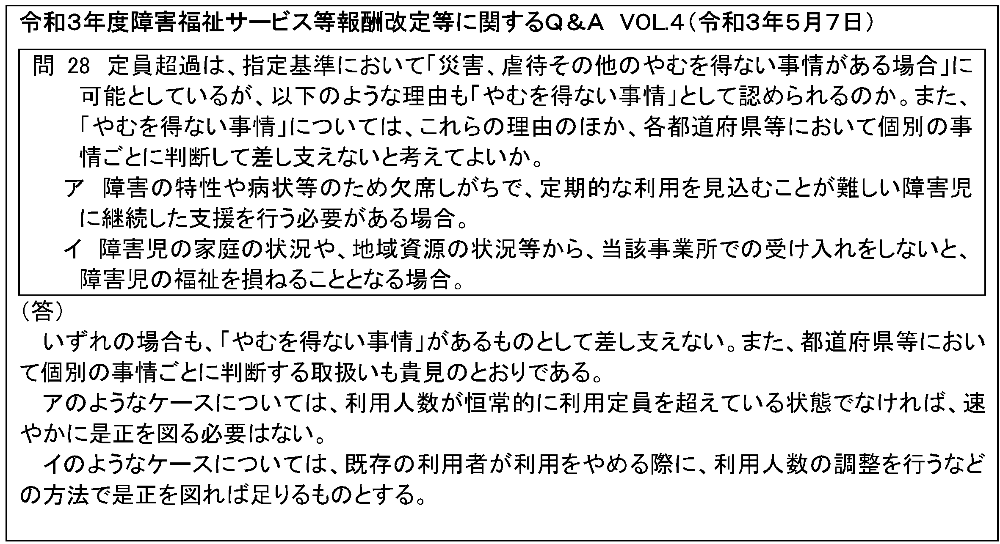 令和３年度障害福祉サービス等報酬改定等に関するＱ＆Ａ　ＶＯＬ.４（令和３年５月７日）
問 28　定員超過は、指定基準において「災害、虐待その他のやむを得ない事情がある場合」に
可能としているが、以下のような理由も「やむを得ない事情」として認められるのか。また、
「やむを得ない事情」については、これらの理由のほか、各都道府県等において個別の事
情ごとに判断して差し支えないと考えてよいか。
ア　障害の特性や病状等のため欠席しがちで、定期的な利用を見込むことが難しい障害児
に継続した支援を行う必要がある場合。
イ　障害児の家庭の状況や、地域資源の状況等から、当該事業所での受け入れをしないと、
障害児の福祉を損ねることとなる場合。
（答）
いずれの場合も、「やむを得ない事情」があるものとして差し支えない。また、都道府県等におい
て個別の事情ごとに判断する取扱いも貴見のとおりである。
アのようなケースについては、利用人数が恒常的に利用定員を超えている状態でなければ、速
やかに是正を図る必要はない。
イのようなケースについては、既存の利用者が利用をやめる際に、利用人数の調整を行うなど
の方法で是正を図れば足りるものとする。